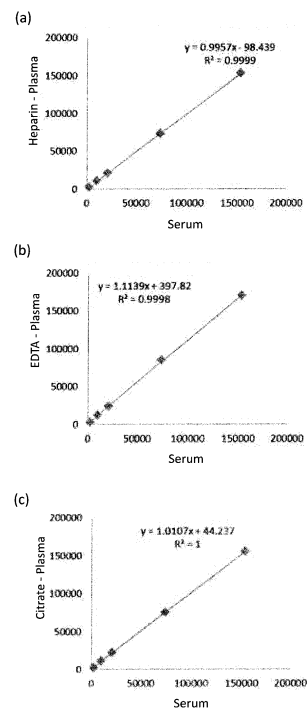 (a)
200000
y = 0.9957x - 98.439
R² = 0.9999
150000
100000
50000
0
Heparin - Plasma
0 50000 100000 150000 200000
Serum
(b)
200000
y = 1.1139x + 397.82
R² = 0.9998
150000
100000
50000
0
EDTA - Plasma
0 50000 100000 150000 200000
Serum
(c)
200000
y = 1.0107x + 44.237
R² = 1
150000
100000
50000
0
Citrate - Plasma
0 50000 100000 150000 200000
Serum